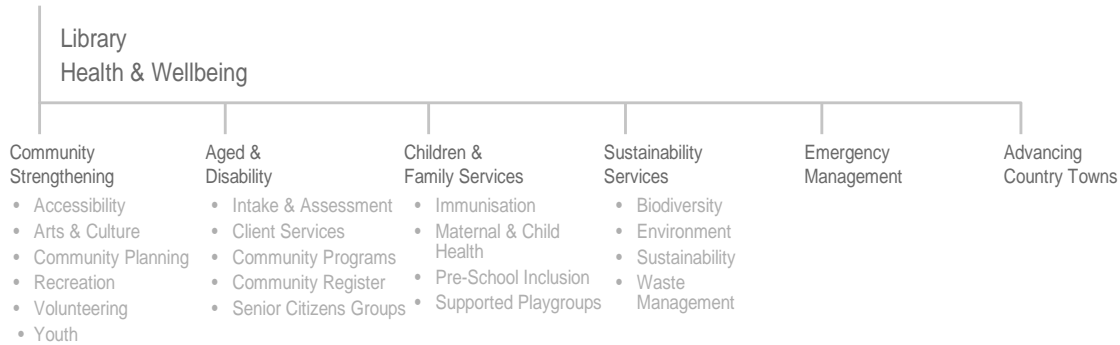 Library
Health & Wellbeing
Community
Strengthening
• Accessibility
• Arts & Culture
• Community Planning
• Recreation
• Volunteering
• Youth
Aged &
Disability
• Intake & Assessment
• Client Services
• Community Programs
• Community Register
• Senior Citizens Groups
Children &
Family Services
• Immunisation
• Maternal & Child
Health
• Pre-School Inclusion
• Supported Playgroups
Sustainability
Services
• Biodiversity
• Environment
• Sustainability
• Waste
Management
Emergency
Management
Advancing
Country Towns